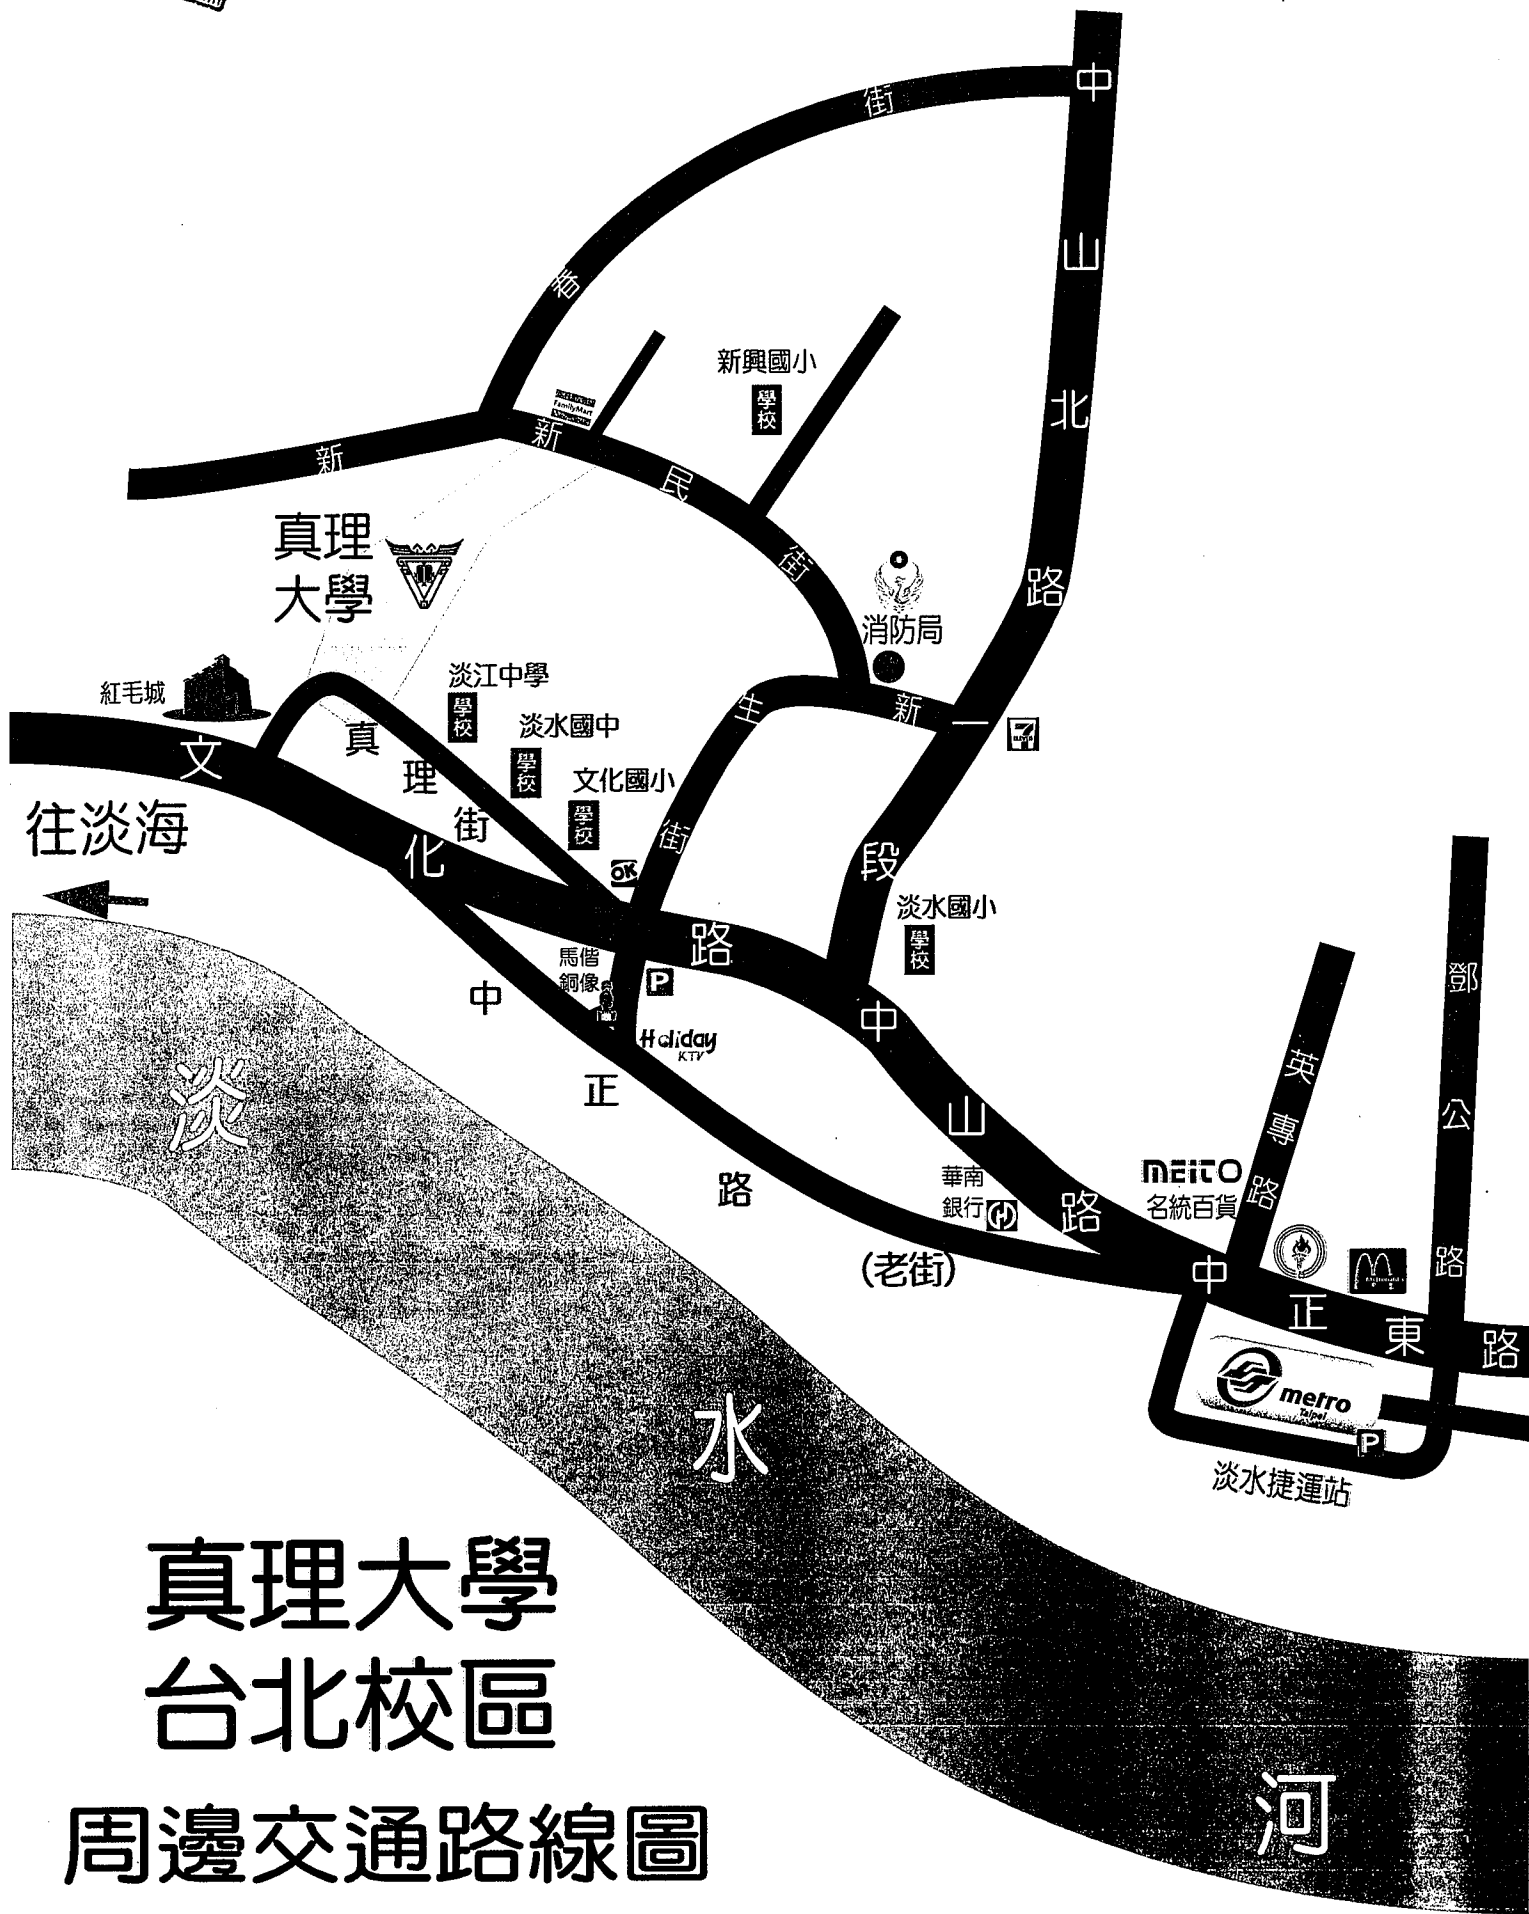 中山北路一段
新春街
FamilyMart
新興國小
學校
新民街
真理
大學
消防局
紅毛城
淡江中學
學校
新生街
7
ELEVEN
真理街
淡水國中
學校
文化國小
學校
往淡海
文化路
OK
淡水國小
學校
馬偕
銅像
P
Holiday
KTV
中正路
(老街)
中山路
華南
銀行
MEITO
名統百貨
英專路
鄧公路
McDonald's
中正東路
metro
Taipei
P
淡水捷運站
淡水河
真理大學
台北校區
周邊交通路線圖